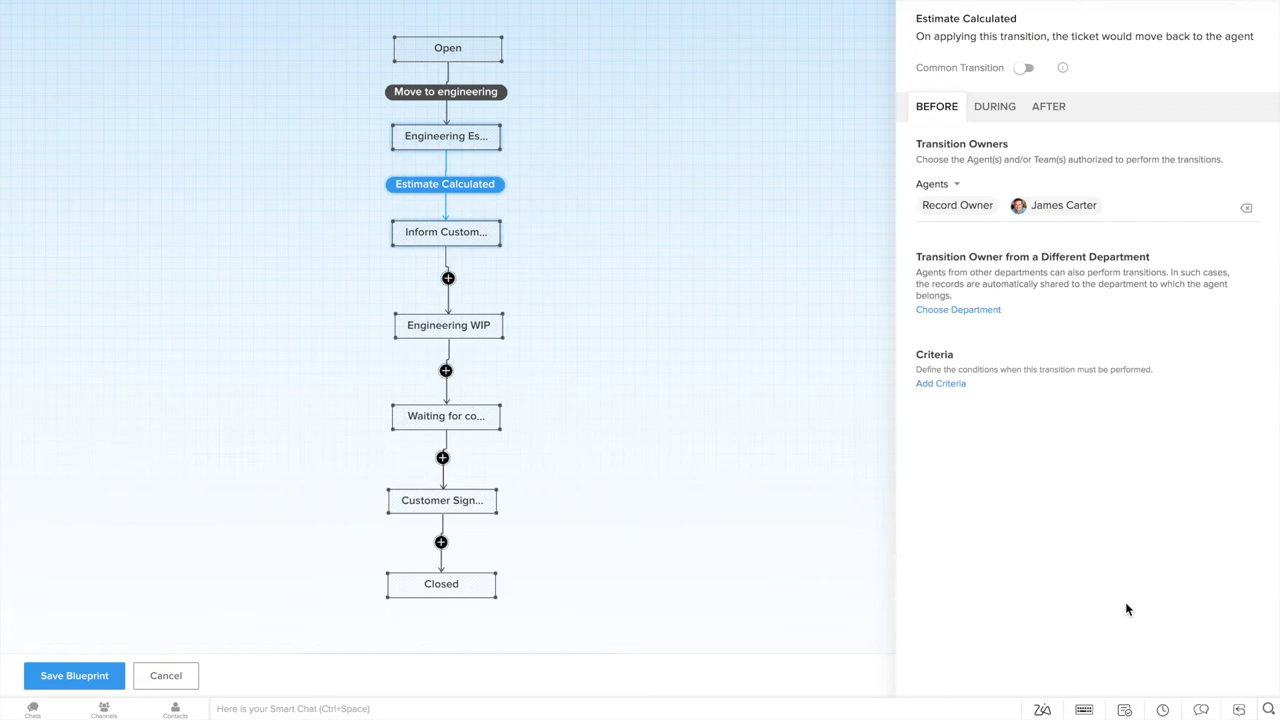 Open
Move to engineering
Engineering Es...
Estimate Calculated
Inform Custom...
Engineering WIP
Waiting for co...
Customer Sign...
Closed
Save Blueprint
Cancel
Estimate Calculated
On applying this transition, the ticket would move back to the agent
Common Transition
BEFORE DURING AFTER
Transition Owners
Choose the Agent(s) and/or Team(s) authorized to perform the transitions.
Agents
Record Owner James Carter
Transition Owner from a Different Department
Agents from other departments can also perform transitions. In such cases,
the records are automatically shared to the department to which the agent
belongs.
Choose Department
Criteria
Define the conditions when this transition must be performed.
Add Criteria
Chats
Channels
Contacts
Here is your Smart Chat (Ctrl+Space)